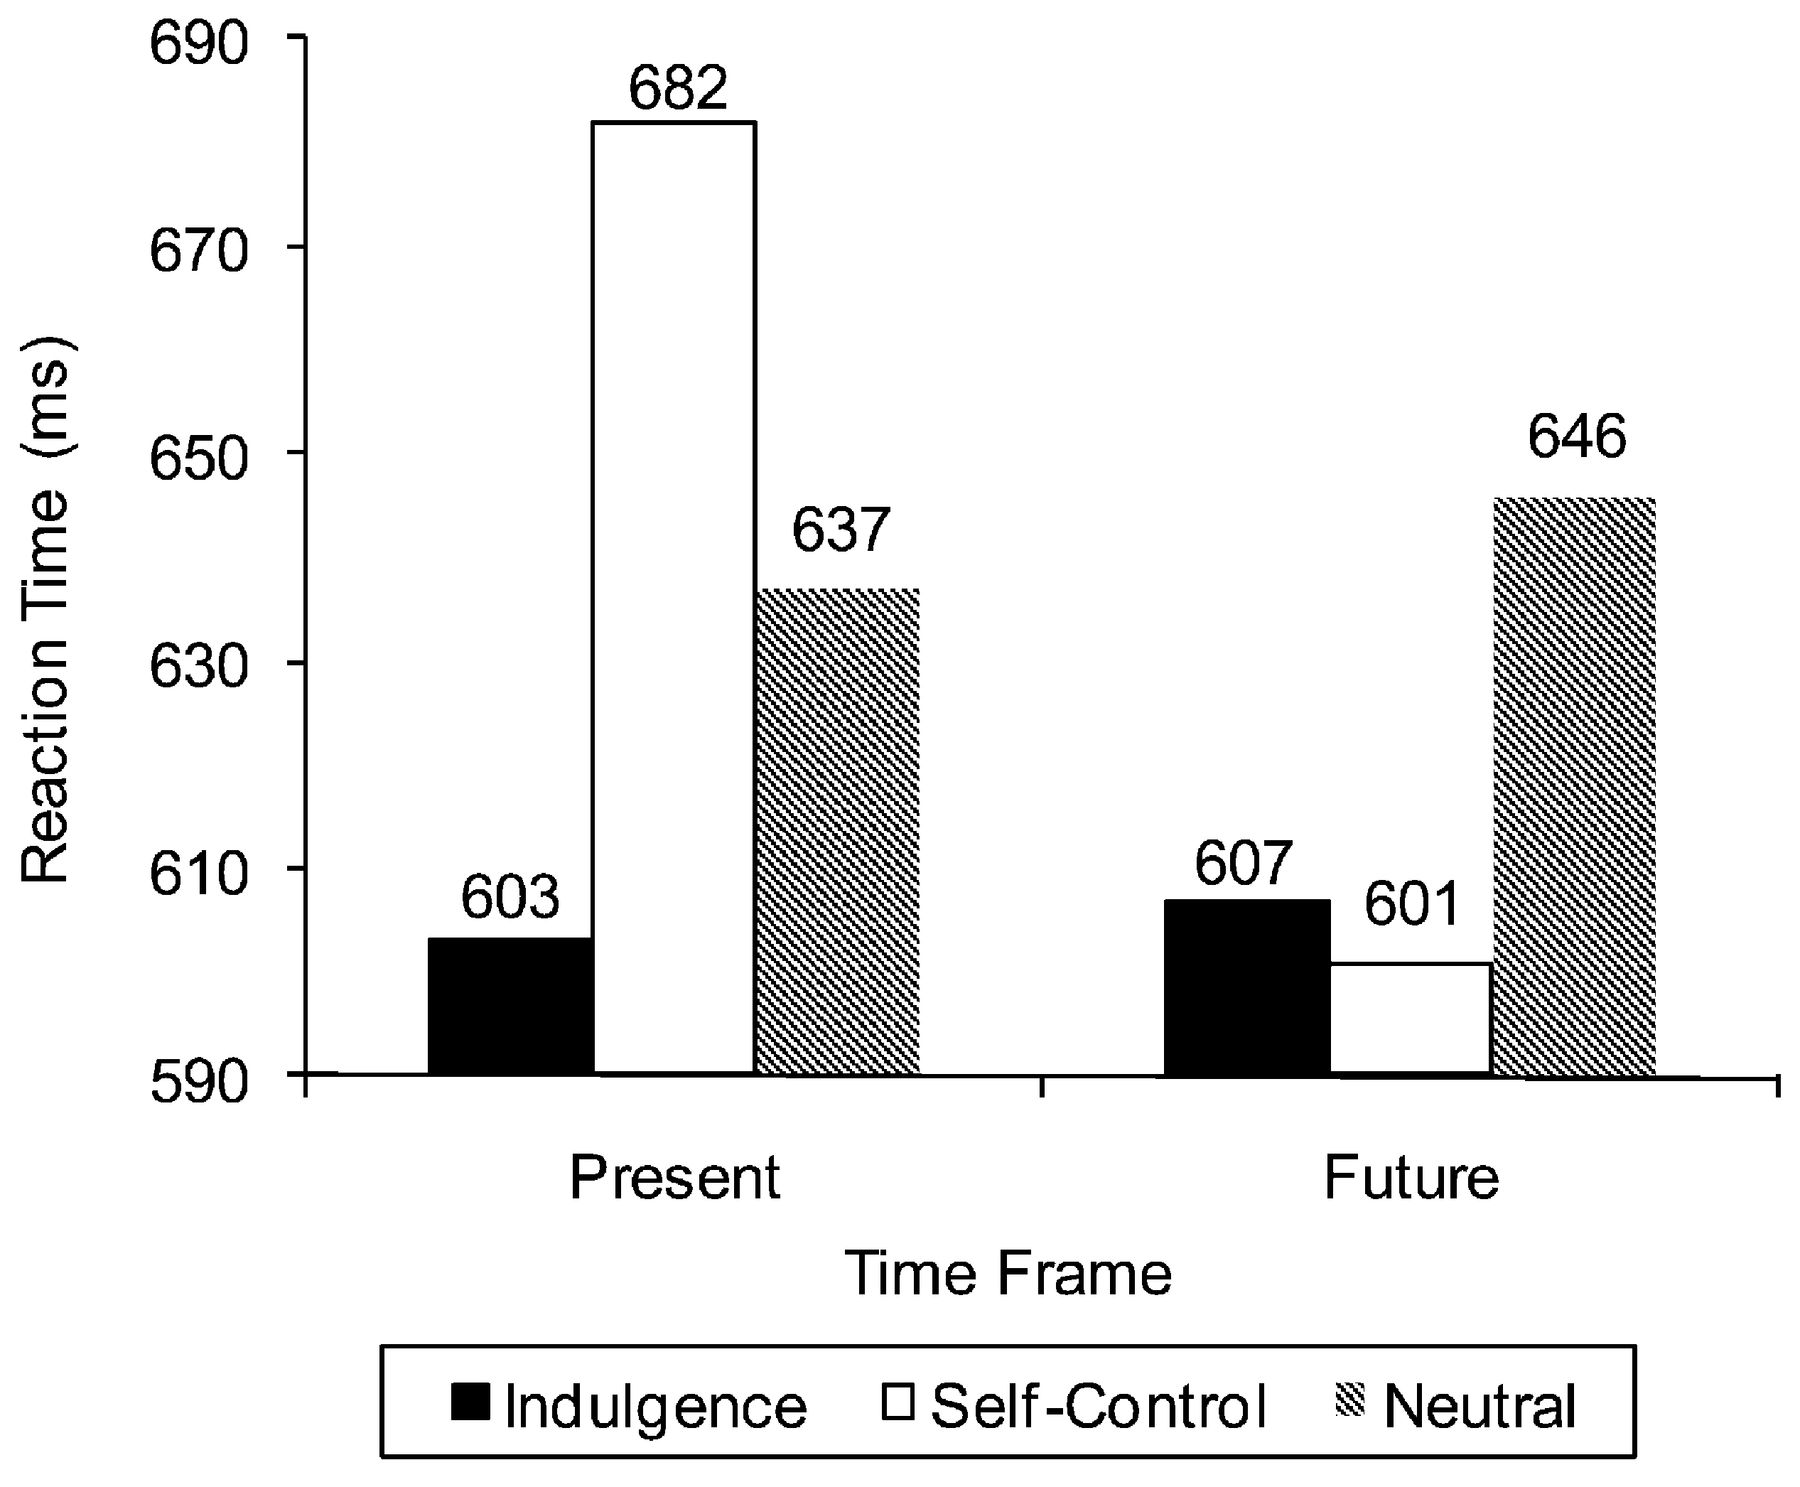 690
682
670
650
646
637
630
610
607
603
601
590
Reaction Time (ms)
Present
Future
Time Frame
Indulgence
Self-Control
Neutral